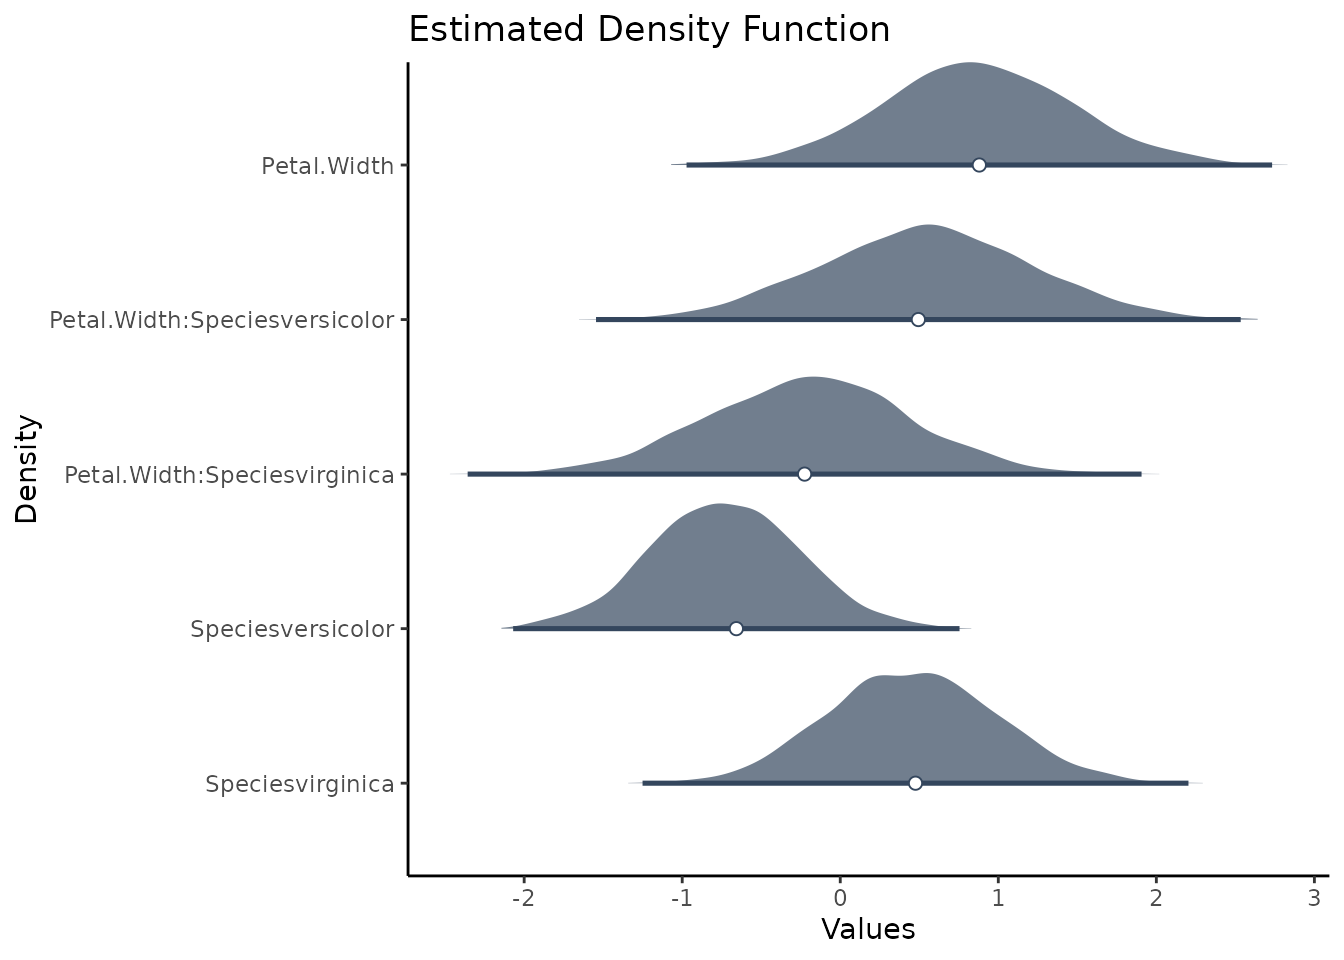 Estimated Density Function
Petal.Width
Petal.Width:Speciesversicolor
Petal.Width:Speciesvirginica
Speciesversicolor
Speciesvirginica
Density
-2 -1 0 1 2 3
Values